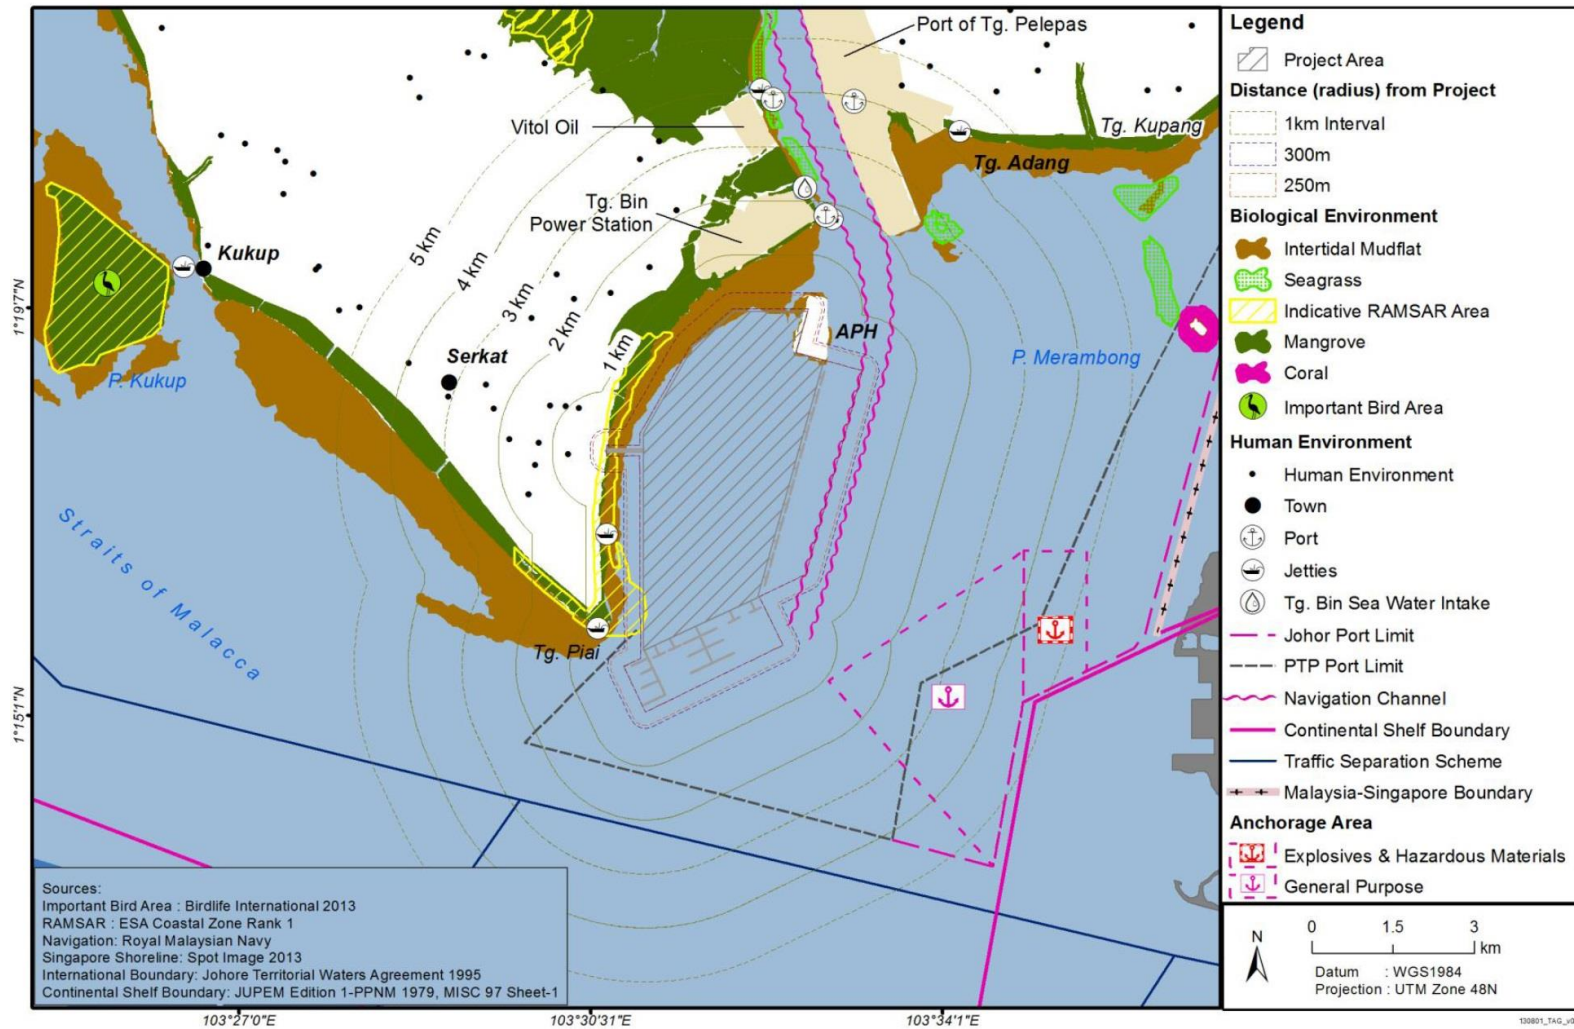 Port of Tg. Pelepas
Vitol Oil
Tg. Kupang
Tg. Adang
Tg. Bin
Power Station
Kukup
5 km
4 km
3 km
2 km
1 km
APH
Serkat
P. Merambong
P. Kukup
Straits of Malacca
Tg. Piai
1°19'7"N
1°15'1"N
103°27'0"E
103°30'31"E
103°34'1"E
Sources:
Important Bird Area : Birdlife International 2013
RAMSAR : ESA Coastal Zone Rank 1
Navigation: Royal Malaysian Navy
Singapore Shoreline: Spot Image 2013
International Boundary: Johore Territorial Waters Agreement 1995
Continental Shelf Boundary: JUPEM Edition 1-PPNM 1979, MISC 97 Sheet-1
Legend
Project Area
Distance (radius) from Project
1km Interval
300m
250m
Biological Environment
Intertidal Mudflat
Seagrass
Indicative RAMSAR Area
Mangrove
Coral
Important Bird Area
Human Environment
Human Environment
Town
Port
Jetties
Tg. Bin Sea Water Intake
Johor Port Limit
PTP Port Limit
Navigation Channel
Continental Shelf Boundary
Traffic Separation Scheme
Malaysia-Singapore Boundary
Anchorage Area
Explosives & Hazardous Materials
General Purpose
N
0 1.5 3
km
Datum : WGS1984
Projection : UTM Zone 48N